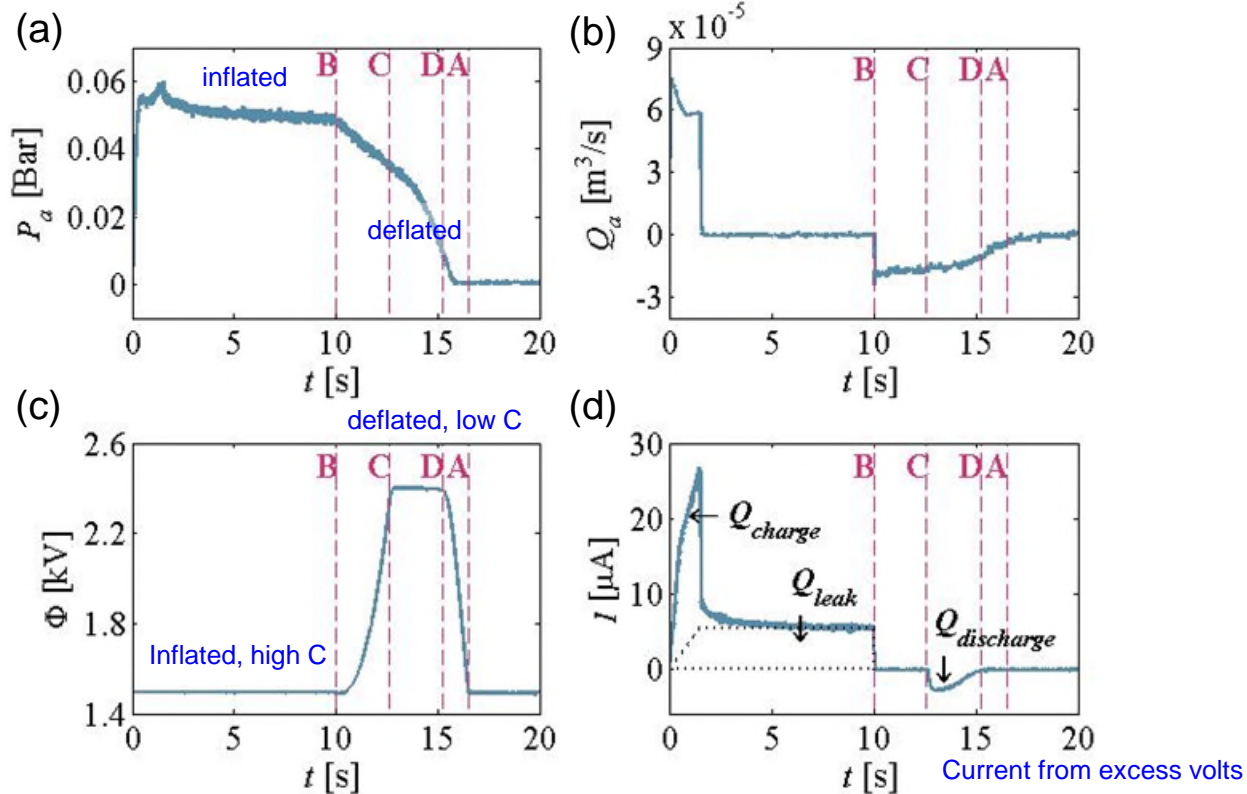 (a)
inflated
B C D A
0.06
0.04
0.02
0
P_a [Bar]
deflated
0 5 10 15 20
t [s]
(b)
x 10^-5
B C D A
9
6
3
0
-3
Q_a [m^3/s]
0 5 10 15 20
t [s]
(c)
deflated, low C
B C D A
2.6
2.2
1.8
1.4
Φ [kV]
Inflated, high C
0 5 10 15 20
t [s]
(d)
B C D A
30
20
10
0
I [μA]
Q_charge
Q_leak
Q_discharge
0 5 10 15 20
t [s]
Current from excess volts